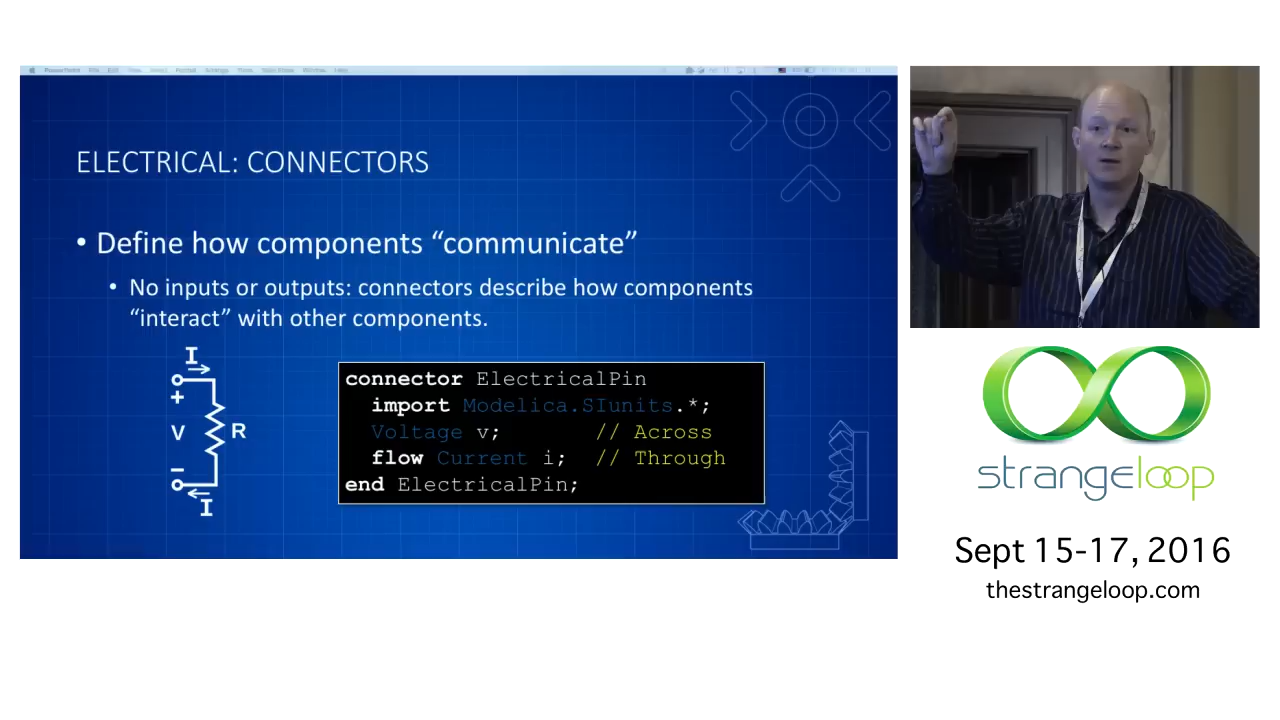 ELECTRICAL: CONNECTORS
• Define how components “communicate”
• No inputs or outputs: connectors describe how components
“interact” with other components.
I
+
V
R
–
I
connector ElectricalPin
import Modelica.SIunits.*;
Voltage v; // Across
flow Current i; // Through
end ElectricalPin;
strangeloop
Sept 15-17, 2016
thestrangeloop.com